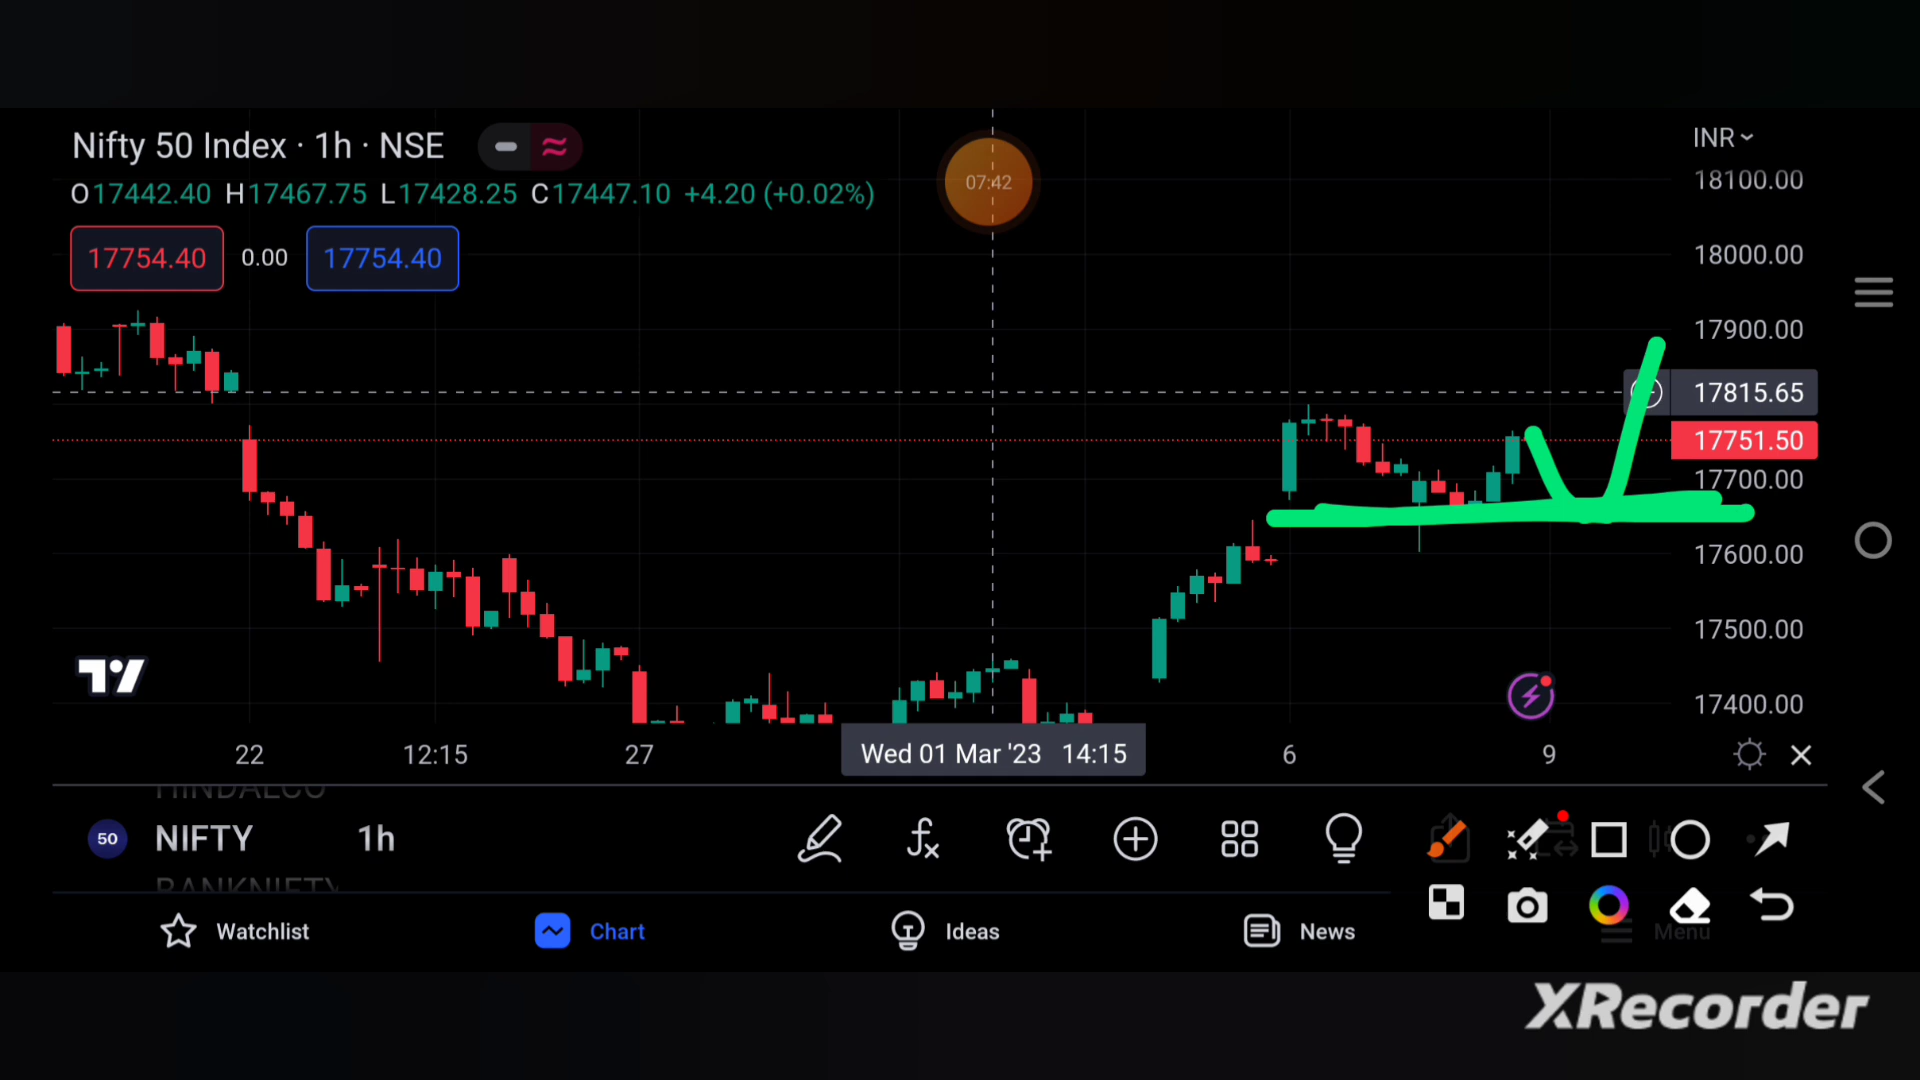 Nifty 50 Index · 1h · NSE
O17442.40 H17467.75 L17428.25 C17447.10 +4.20 (+0.02%)
17754.40 0.00 17754.40
07:42
INR
18100.00
18000.00
17900.00
17815.65
17751.50
17700.00
17600.00
17500.00
17400.00
22 12:15 27 Wed 01 Mar '23 14:15 6 9
HINDALCO
50 NIFTY 1h
BANKNIFTY
Watchlist Chart Ideas News Menu
XRecorder